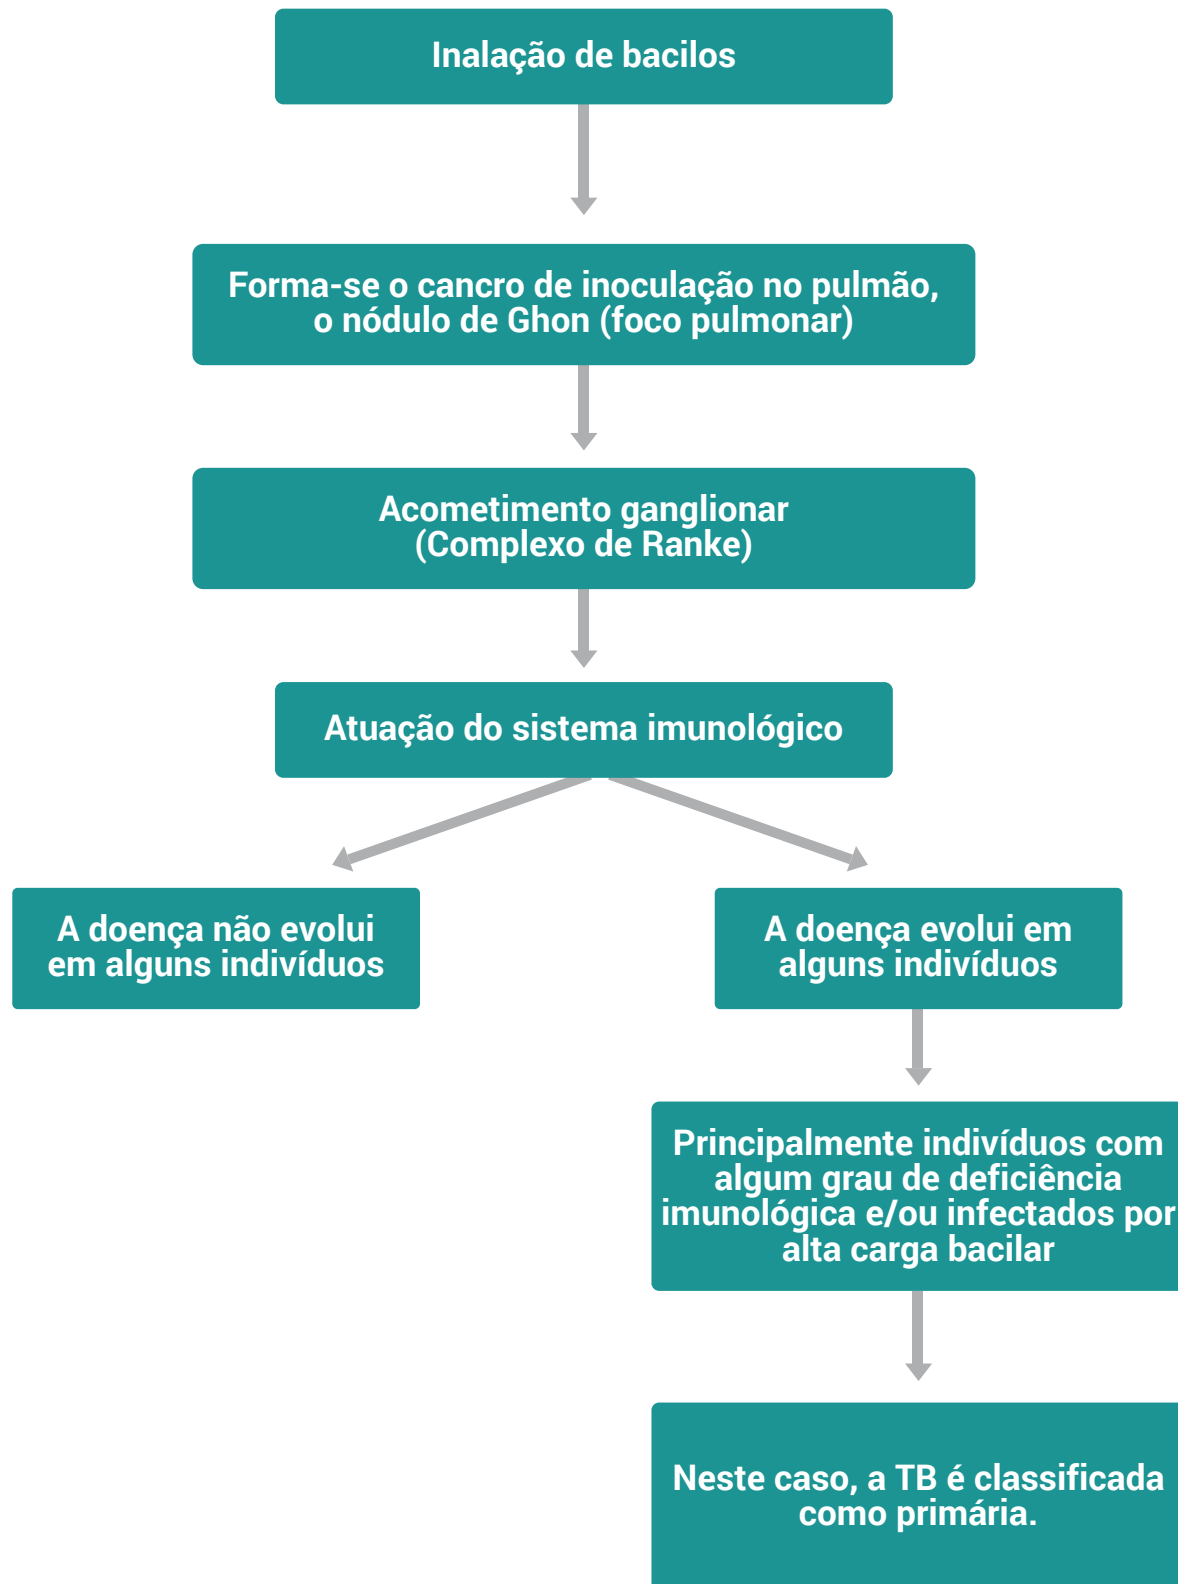 Inalação de bacilos
Forma-se o cancro de inoculação no pulmão,
o nódulo de Ghon (foco pulmonar)
Acometimento ganglionar
(Complexo de Ranke)
Atuação do sistema imunológico
A doença não evolui
em alguns indivíduos
A doença evolui em
alguns indivíduos
Principalmente indivíduos com
algum grau de deficiência
imunológica e/ou infectados por
alta carga bacilar
Neste caso, a TB é classificada
como primária.